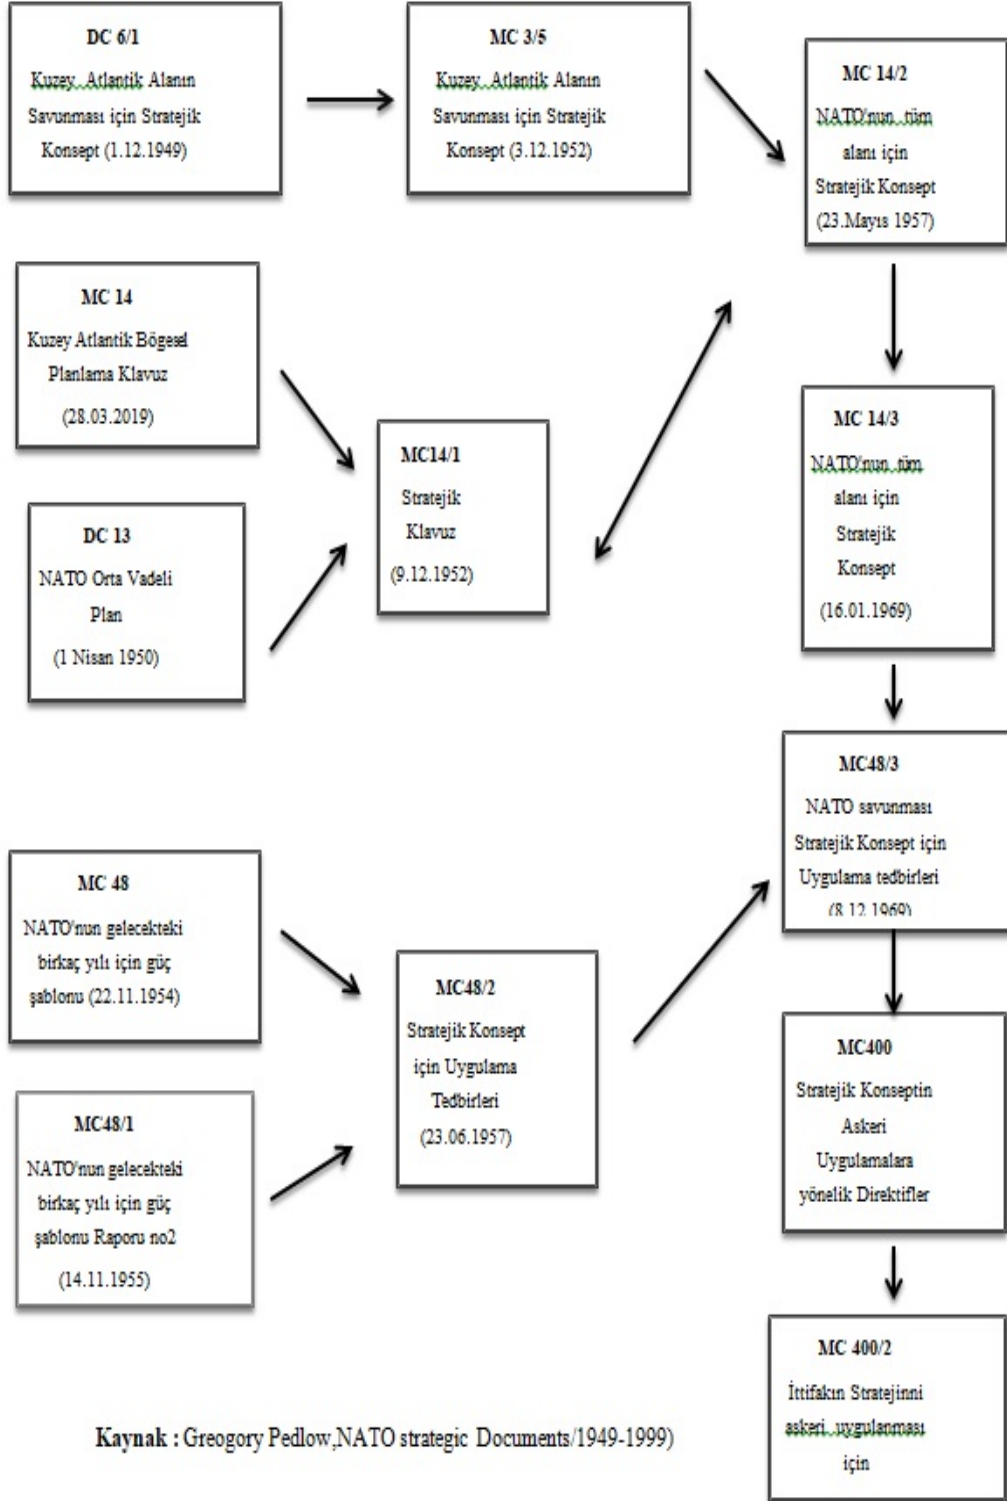 DC 6/1
Kuzey Atlantik Alanın
Savunması için Stratejik
Konsept (1.12.1949)
MC 3/5
Kuzey Atlantik Alanın
Savunması için Stratejik
Konsept (3.12.1952)
MC 14/2
NATO'nun tüm
alanı için
Stratejik Konsept
(23.Mayıs 1957)
MC 14
Kuzey Atlantik Bögesel
Planlama Klavuz
(28.03.2019)
DC 13
NATO Orta Vadeli
Plan
(1 Nisan 1950)
MC14/1
Stratejik
Klavuz
(9.12.1952)
MC 14/3
NATO'nun tüm
alanı için
Stratejik
Konsept
(16.01.1969)
MC48/3
NATO savunması
Stratejik Konsept için
Uygulama tedbirleri
(8.12.1969)
MC 48
NATO'nun gelecekteki
birkaç yılı için güç
şablonu (22.11.1954)
MC48/1
NATO'nun gelecekteki
birkaç yılı için güç
şablonu Raporu no2
(14.11.1955)
MC48/2
Stratejik Konsept
için Uygulama
Tedbirleri
(23.06.1957)
MC400
Stratejik Konseptin
Askeri
Uygulamalara
yönelik Direktifler
MC 400/2
İttifakın Stratejinni
askeri uygulanması
için
Kaynak : Greogory Pedlow,NATO strategic Documents/1949-1999)